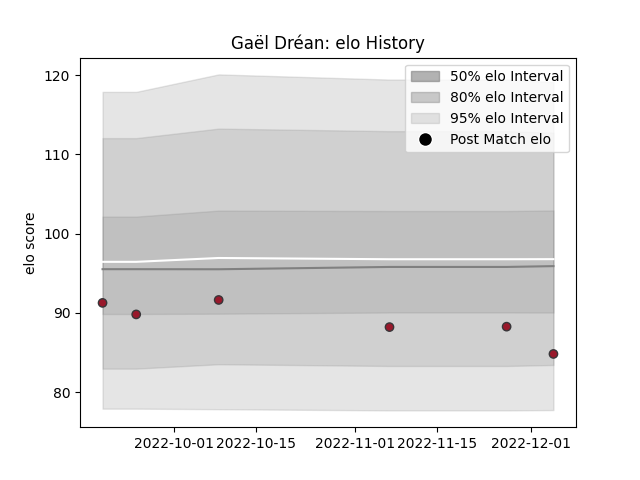 Gaël Dréan: elo History
120
110
100
90
80
elo score
50% elo Interval
80% elo Interval
95% elo Interval
Post Match elo
2022-10-01 2022-10-15 2022-11-01 2022-11-15 2022-12-01